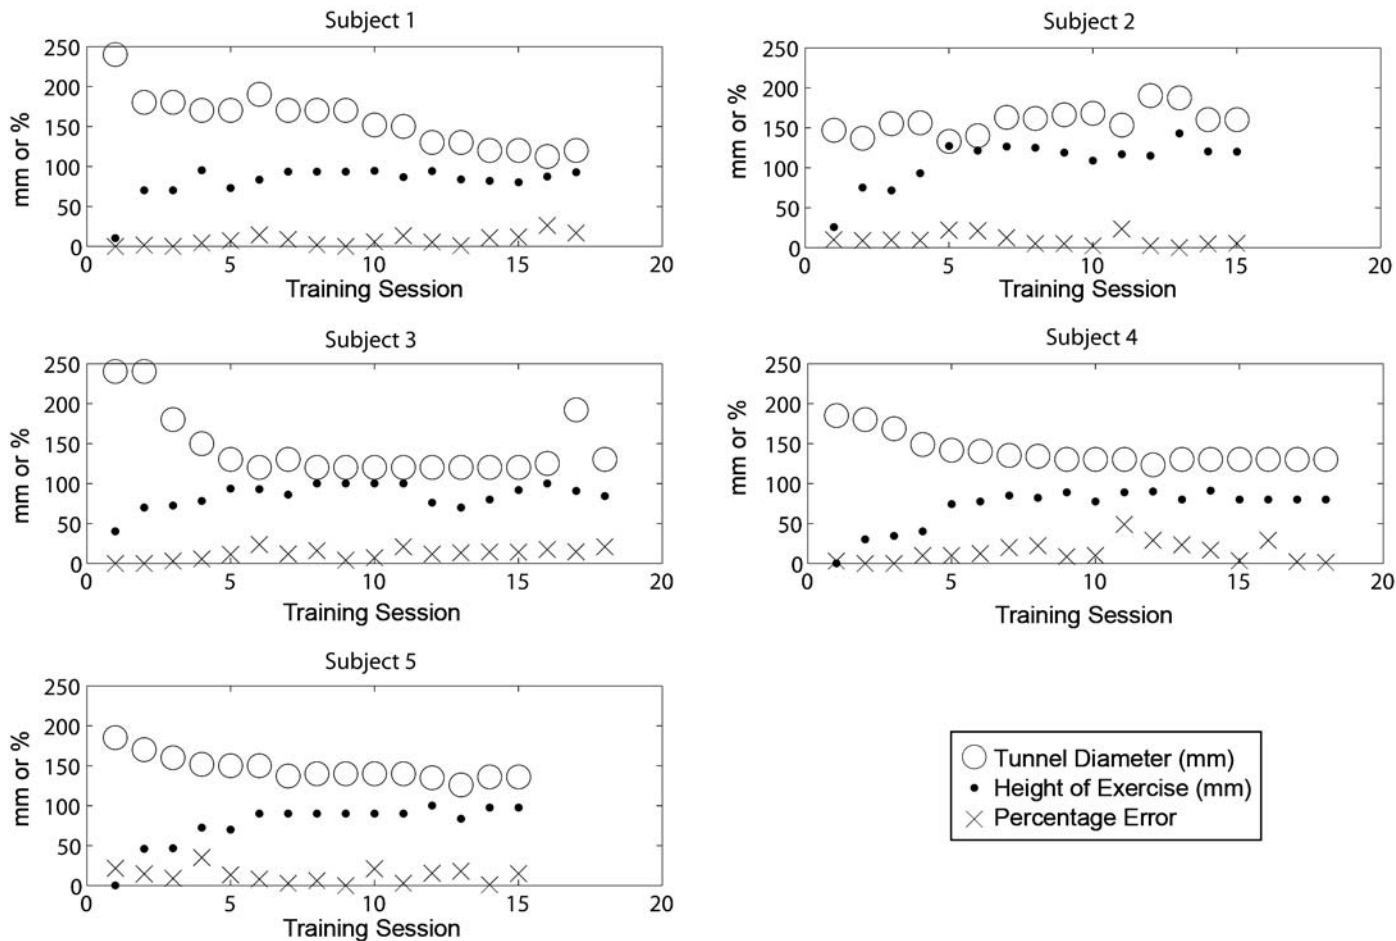 Subject 1
250
200
150
100
50
0
mm or %
0 5 10 15 20
Training Session
Subject 2
250
200
150
100
50
0
mm or %
0 5 10 15 20
Training Session
Subject 3
250
200
150
100
50
0
mm or %
0 5 10 15 20
Training Session
Subject 4
250
200
150
100
50
0
mm or %
0 5 10 15 20
Training Session
Subject 5
250
200
150
100
50
0
mm or %
0 5 10 15 20
Training Session
Tunnel Diameter (mm)
Height of Exercise (mm)
Percentage Error